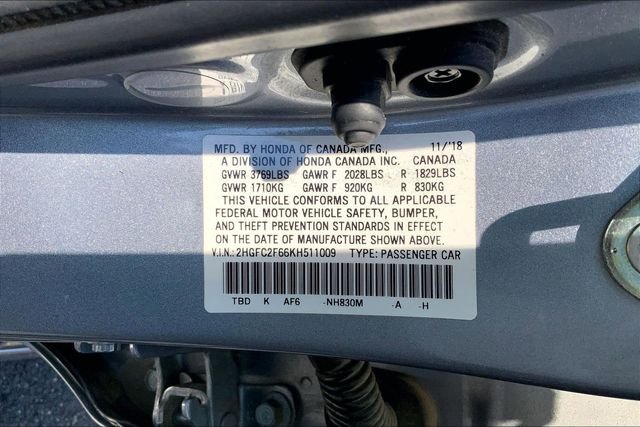 MFD. BY HONDA OF CANADA MFG., 11/'18
A DIVISION OF HONDA CANADA INC. CANADA
GVWR 3769LBS GAWR F 2028LBS R 1829LBS
GVWR 1710KG GAWR F 920KG R 830KG
THIS VEHICLE CONFORMS TO ALL APPLICABLE
FEDERAL MOTOR VEHICLE SAFETY, BUMPER,
AND THEFT PREVENTION STANDARDS IN EFFECT
ON THE DATE OF MANUFACTURE SHOWN ABOVE.
V.I.N.: 2HGFC2F66KH511009 TYPE: PASSENGER CAR
TBD K AF6 -NH830M -A -H